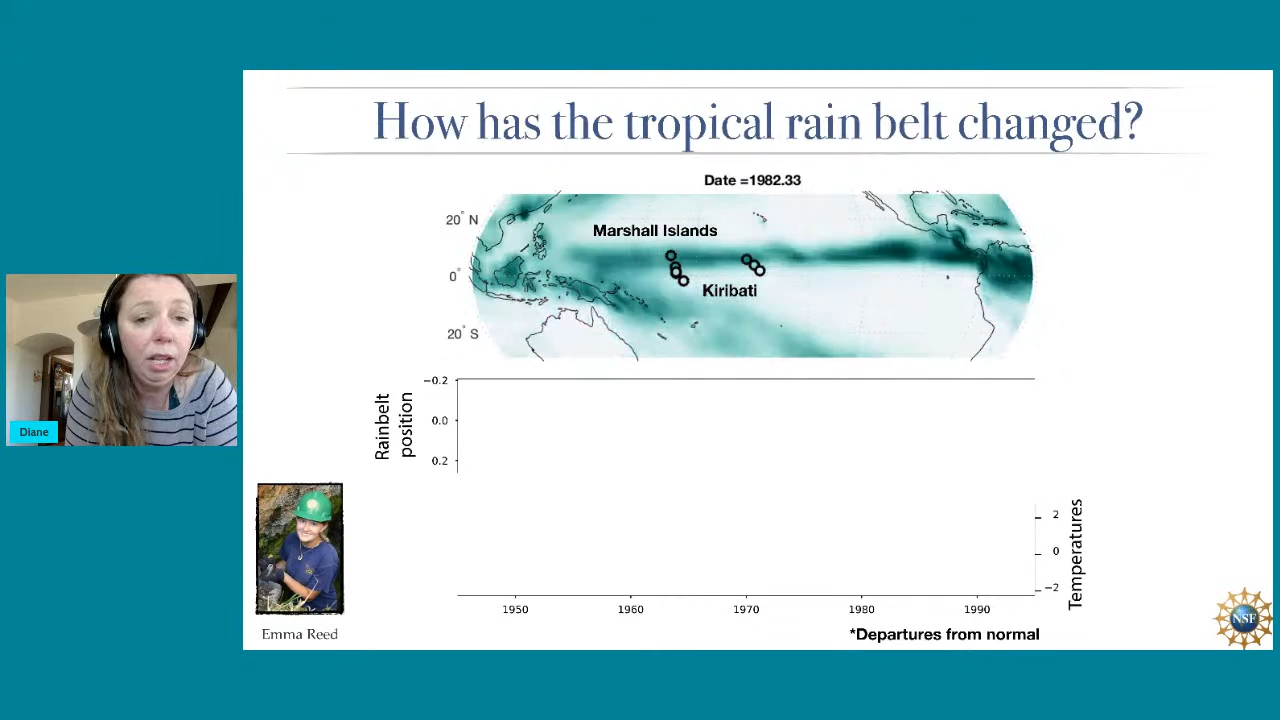 How has the tropical rain belt changed?
Date =1982.33
20° N
0°
20° S
Marshall Islands
Kiribati
Rainbelt
position
−0.2
0.0
0.2
2
0
−2
Temperatures
1950
1960
1970
1980
1990
*Departures from normal
Diane
Emma Reed
NSF